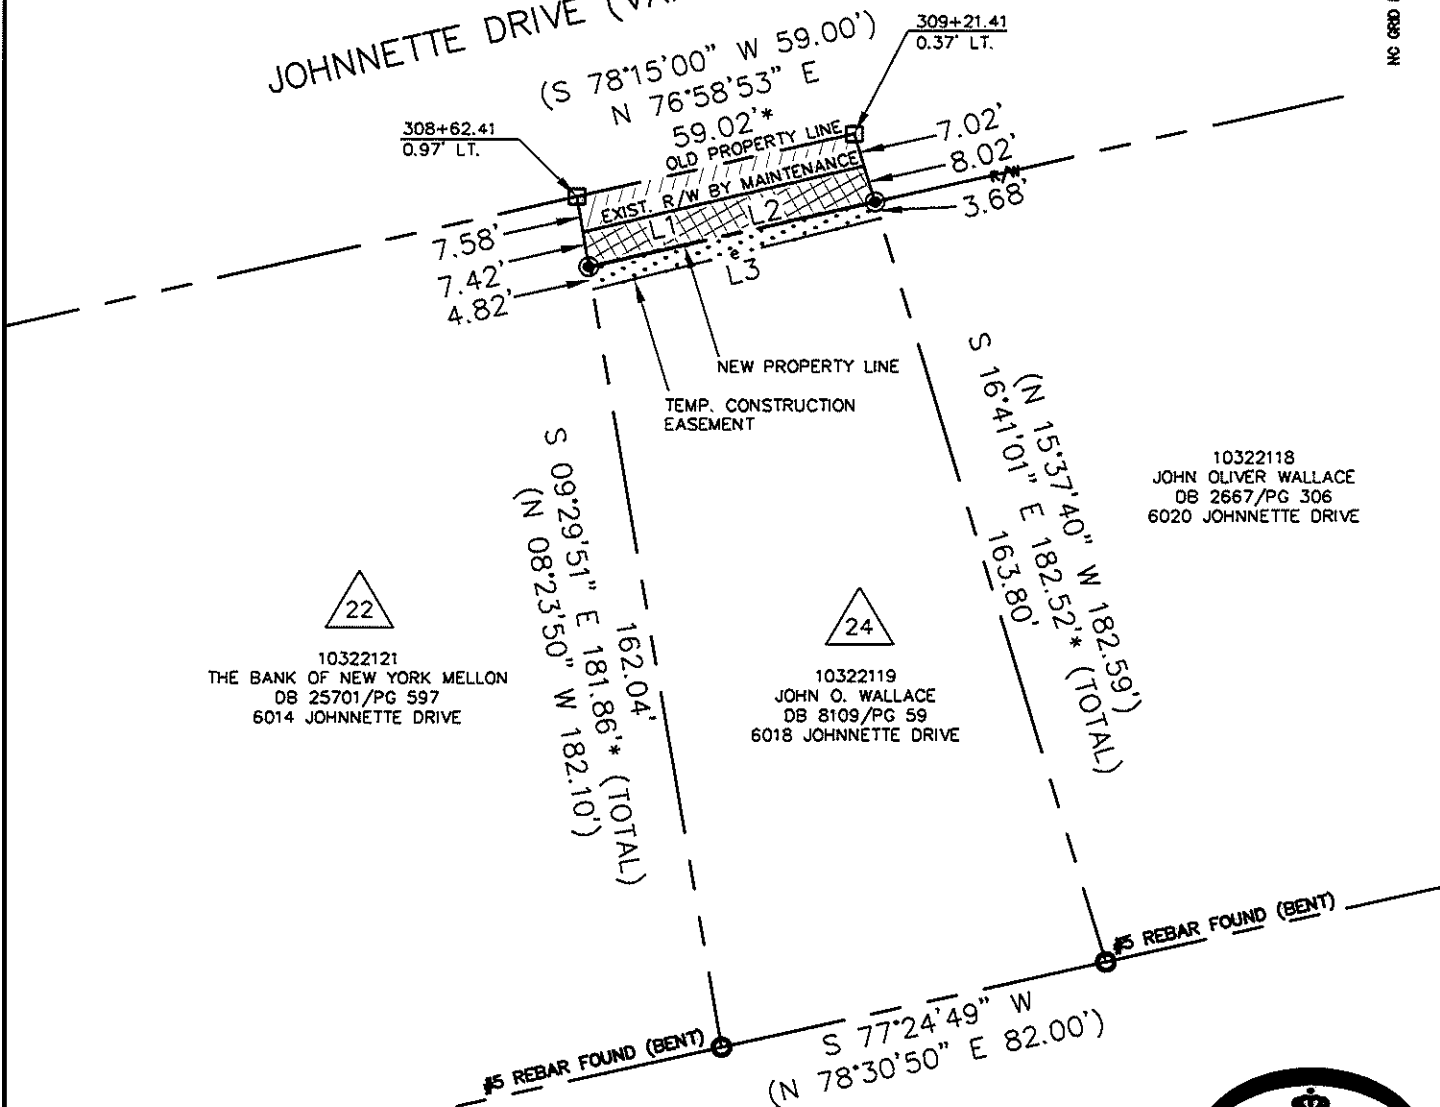 JOHNNETTE DRIVE
(S 78°15'00" W 59.00')
N 76°58'53" E
59.02'*
309+21.41
0.37' LT.
NC GRID
308+62.41
0.97' LT.
OLD PROPERTY LINE
EXIST. R/W BY MAINTENANCE
7.02'
8.02'
R/W
3.68'
L1
L2
e
L3
7.58'
7.42'
4.82'
NEW PROPERTY LINE
TEMP. CONSTRUCTION
EASEMENT
(N 15°37'40" W 182.59')
S 16°41'01" E 182.52'* (TOTAL)
163.80'
10322118
JOHN OLIVER WALLACE
DB 2667/PG 306
6020 JOHNNETTE DRIVE
162.04'
S 09°29'51" E 181.86'* (TOTAL)
(N 08°23'50" W 182.10')
22
10322121
THE BANK OF NEW YORK MELLON
DB 25701/PG 597
6014 JOHNNETTE DRIVE
24
10322119
JOHN O. WALLACE
DB 8109/PG 59
6018 JOHNNETTE DRIVE
#5 REBAR FOUND (BENT)
#5 REBAR FOUND (BENT)
S 77°24'49" W
(N 78°30'50" E 82.00')